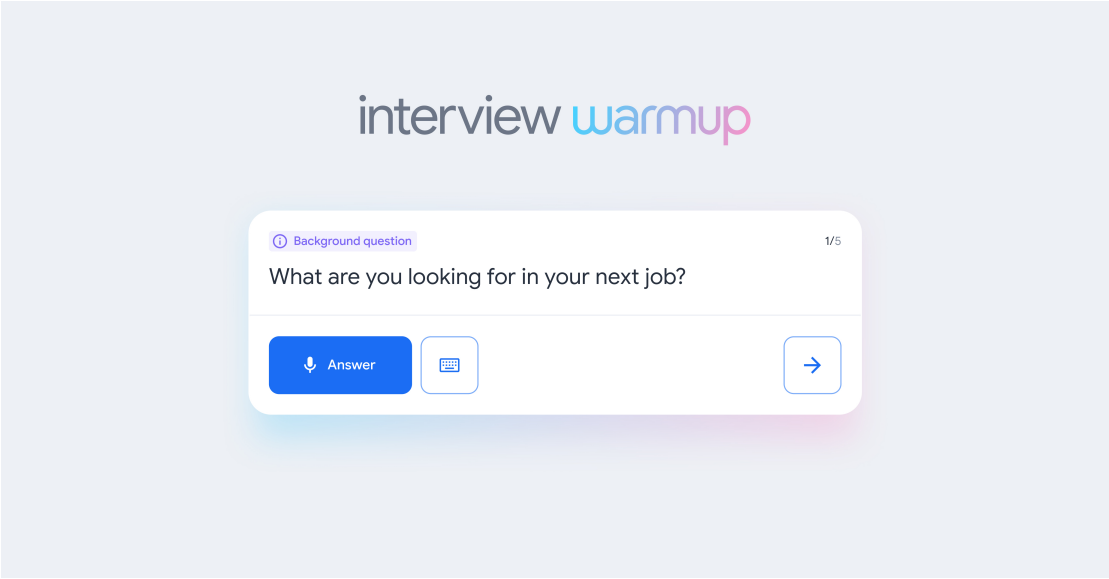 interview warmup
Background question
1/5
What are you looking for in your next job?
Answer